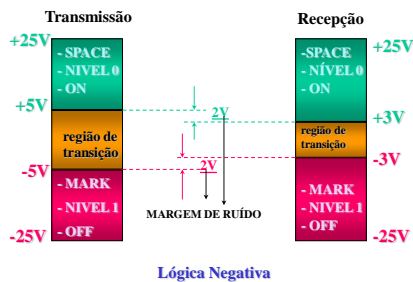 Transmissão
Recepção
+25V
- SPACE
- NIVEL 0
- ON
+5V
região de
transição
-5V
- MARK
- NIVEL 1
- OFF
-25V
2V
2V
MARGEM DE RUÍDO
+25V
-SPACE
- NÍVEL 0
- ON
+3V
região de
transição
-3V
- MARK
- NIVEL 1
- OFF
-25V
Lógica Negativa